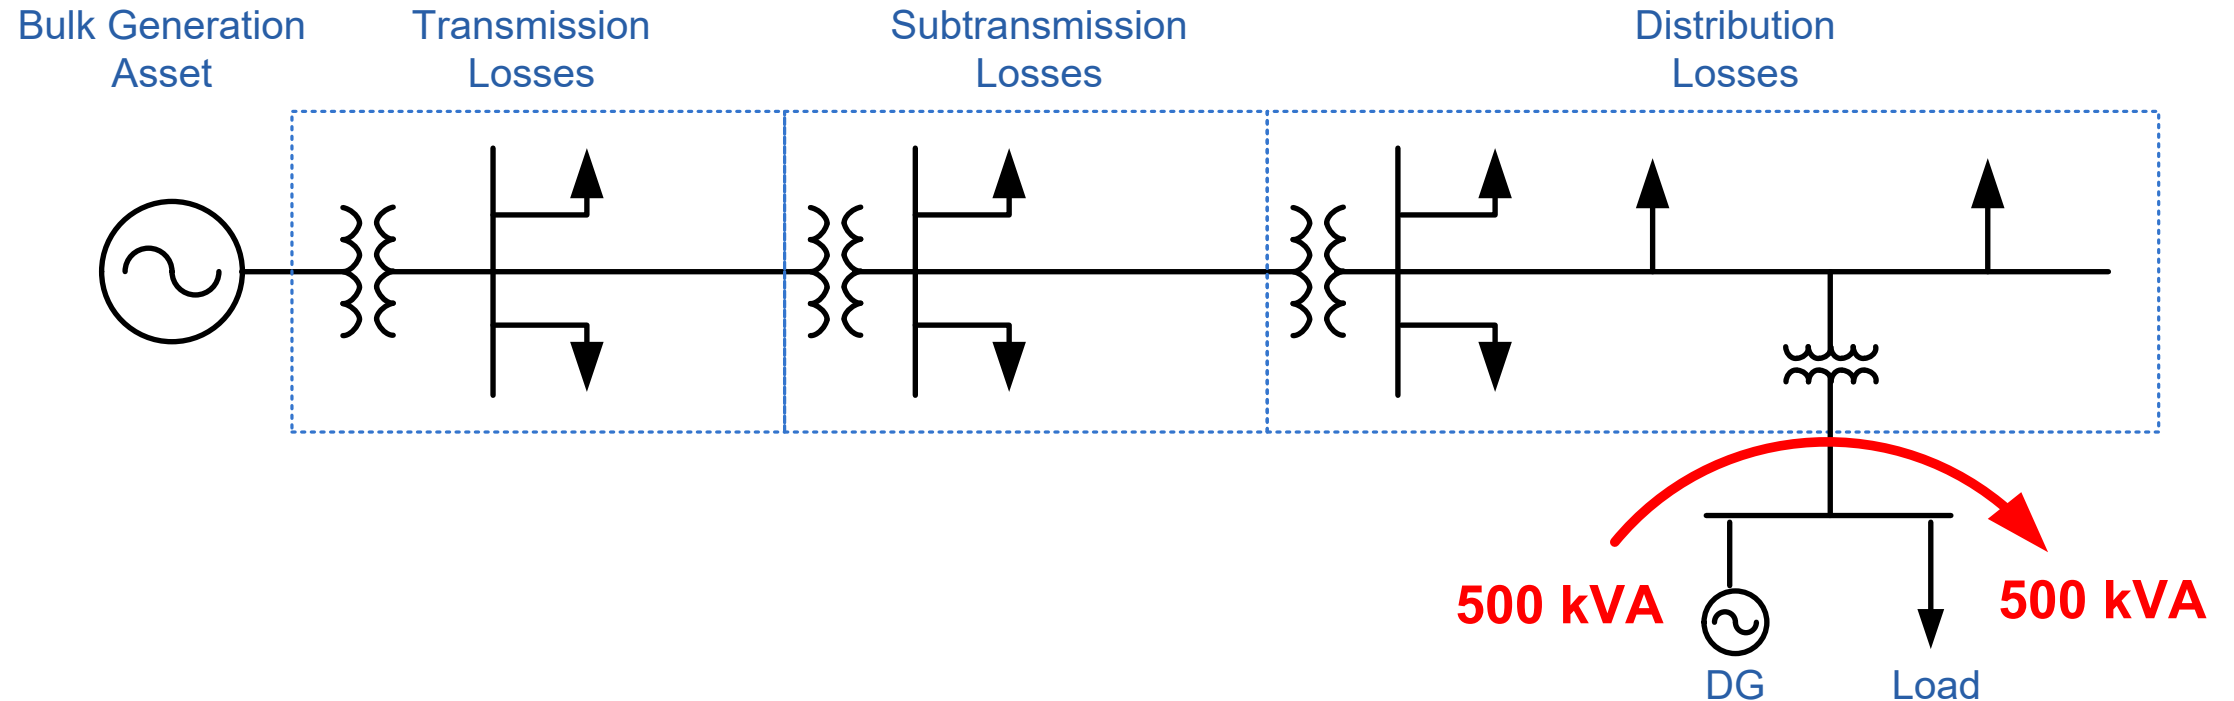 Bulk Generation
Asset
Transmission
Losses
Subtransmission
Losses
Distribution
Losses
500 kVA
500 kVA
DG
Load